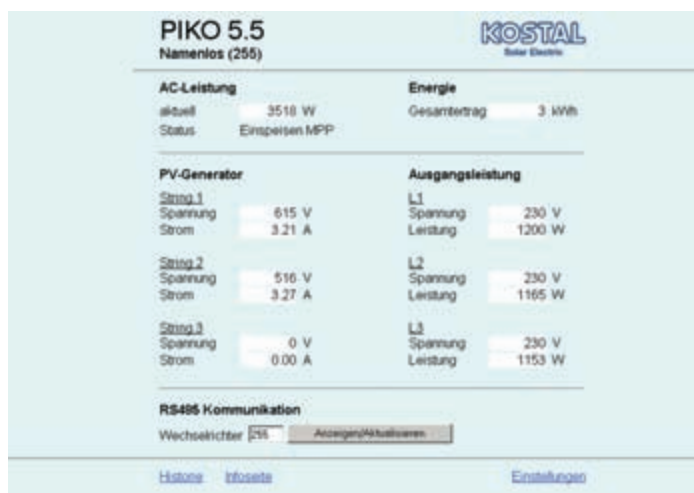 PIKO 5.5
KOSTAL
Namenlos (255)
Solar Electric
AC-Leistung
Energie
aktuell 3518 W
Gesamtertrag 3 kWh
Status Einspeisen MPP
PV-Generator
Ausgangsleistung
String 1
L1
Spannung 615 V
Spannung 230 V
Strom 3.21 A
Leistung 1200 W
String 2
L2
Spannung 516 V
Spannung 230 V
Strom 3.27 A
Leistung 1165 W
String 3
L3
Spannung 0 V
Spannung 230 V
Strom 0.00 A
Leistung 1153 W
RS485 Kommunikation
Wechselrichter 255 Anzeigen/Aktualisieren
Historie Infoseite Einstellungen